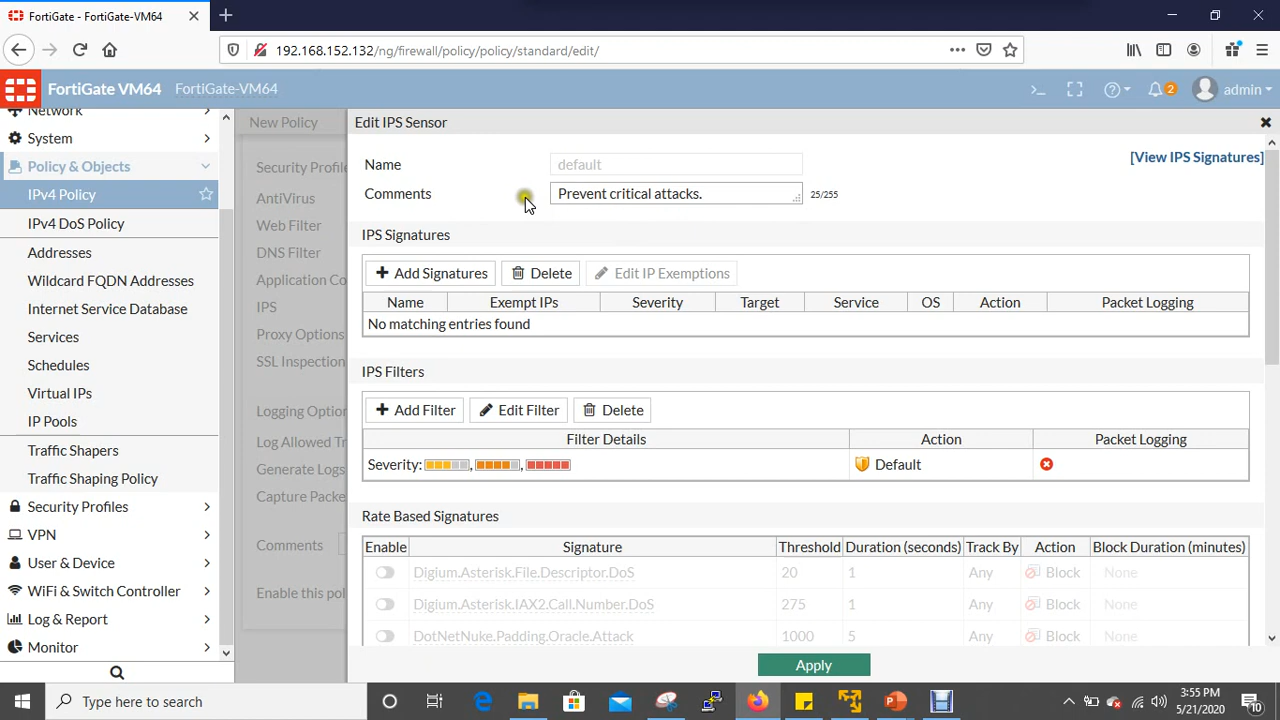 FortiGate - FortiGate-VM64
192.168.152.132/ng/firewall/policy/policy/standard/edit/
FortiGate VM64 FortiGate-VM64 2 admin
Network
System
Policy & Objects
IPv4 Policy
IPv4 DoS Policy
Addresses
Wildcard FQDN Addresses
Internet Service Database
Services
Schedules
Virtual IPs
IP Pools
Traffic Shapers
Traffic Shaping Policy
Security Profiles
VPN
User & Device
WiFi & Switch Controller
Log & Report
Monitor
New Policy
Security Profile
AntiVirus
Web Filter
DNS Filter
Application Co
IPS
Proxy Options
SSL Inspection
Logging Option
Log Allowed Tr
Generate Logs
Capture Packet
Comments
Enable this pol
Edit IPS Sensor
Name default [View IPS Signatures]
Comments Prevent critical attacks. 25/255
IPS Signatures
Add Signatures Delete Edit IP Exemptions
Name Exempt IPs Severity Target Service OS Action Packet Logging
No matching entries found
IPS Filters
Add Filter Edit Filter Delete
Filter Details Action Packet Logging
Severity: , , Default
Rate Based Signatures
Enable Signature Threshold Duration (seconds) Track By Action Block Duration (minutes)
Digium.Asterisk.File.Descriptor.DoS 20 1 Any Block None
Digium.Asterisk.IAX2.Call.Number.DoS 275 1 Any Block None
DotNetNuke.Padding.Oracle.Attack 1000 5 Any Block None
Apply
Type here to search
3:55 PM
5/21/2020
10